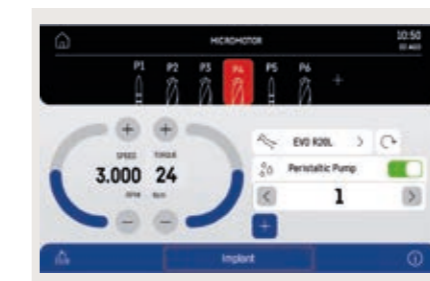 MICROMOTOR
10:50
P1 P2 P3 P4 P5 P6 +
SPEED TORQUE
3.000 24
EVO R20L
Peristaltic Pump
1
Implant